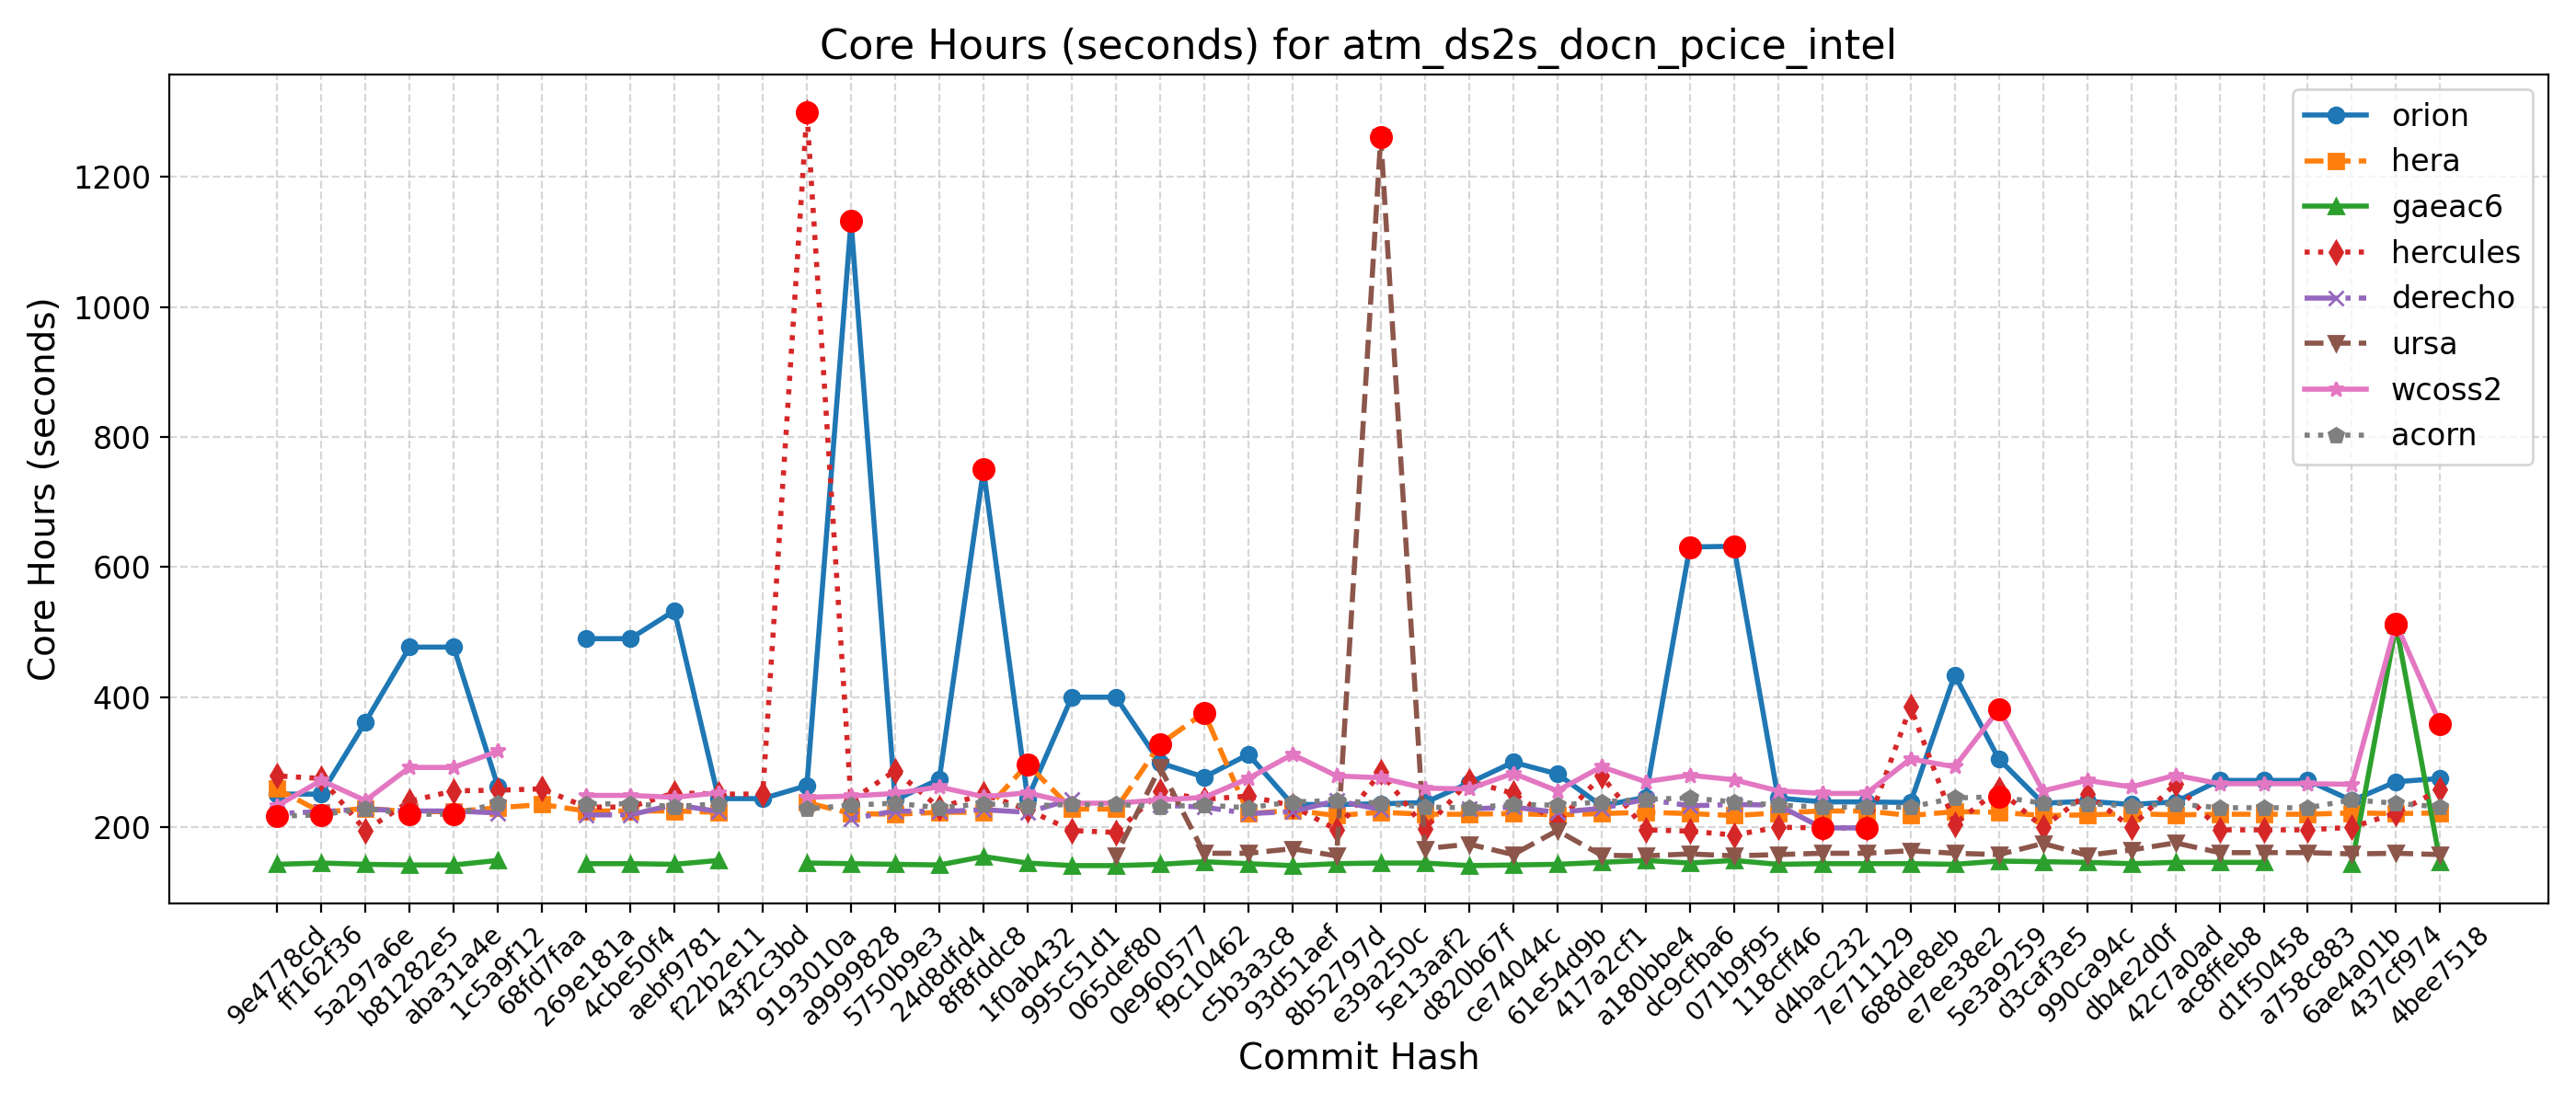 Core Hours (seconds) for atm_ds2s_docn_pcice_intel
Core Hours (seconds)
1200
1000
800
600
400
200
orion
hera
gaeac6
hercules
derecho
ursa
wcoss2
acorn
9e4778cd
ff162f36
5a297a6e
b81282e5
aba31a4e
1c5a9f12
68fd7faa
269e181a
4cbe50f4
aebf9781
f22b2e11
43f2c3bd
9193010a
a9999828
5750b9e3
24d8dfd4
8f8fddc8
1f0ab432
995c51d1
065def80
0e960577
f9c10462
c5b3a3c8
93d51aef
8b52797d
e39a250c
5e13aaf2
d820b67f
ce74044c
61e54d9b
417a2cf1
a180bbe4
dc9cfba6
071b9f95
118cff46
d4bac232
7e711129
688de8eb
e7ee38e2
5e3a9259
d3caf3e5
990ca94c
db4e2d0f
42c7a0ad
ac8ffeb8
d1f50458
a758c883
6ae4a01b
437cf974
4bee7518
Commit Hash